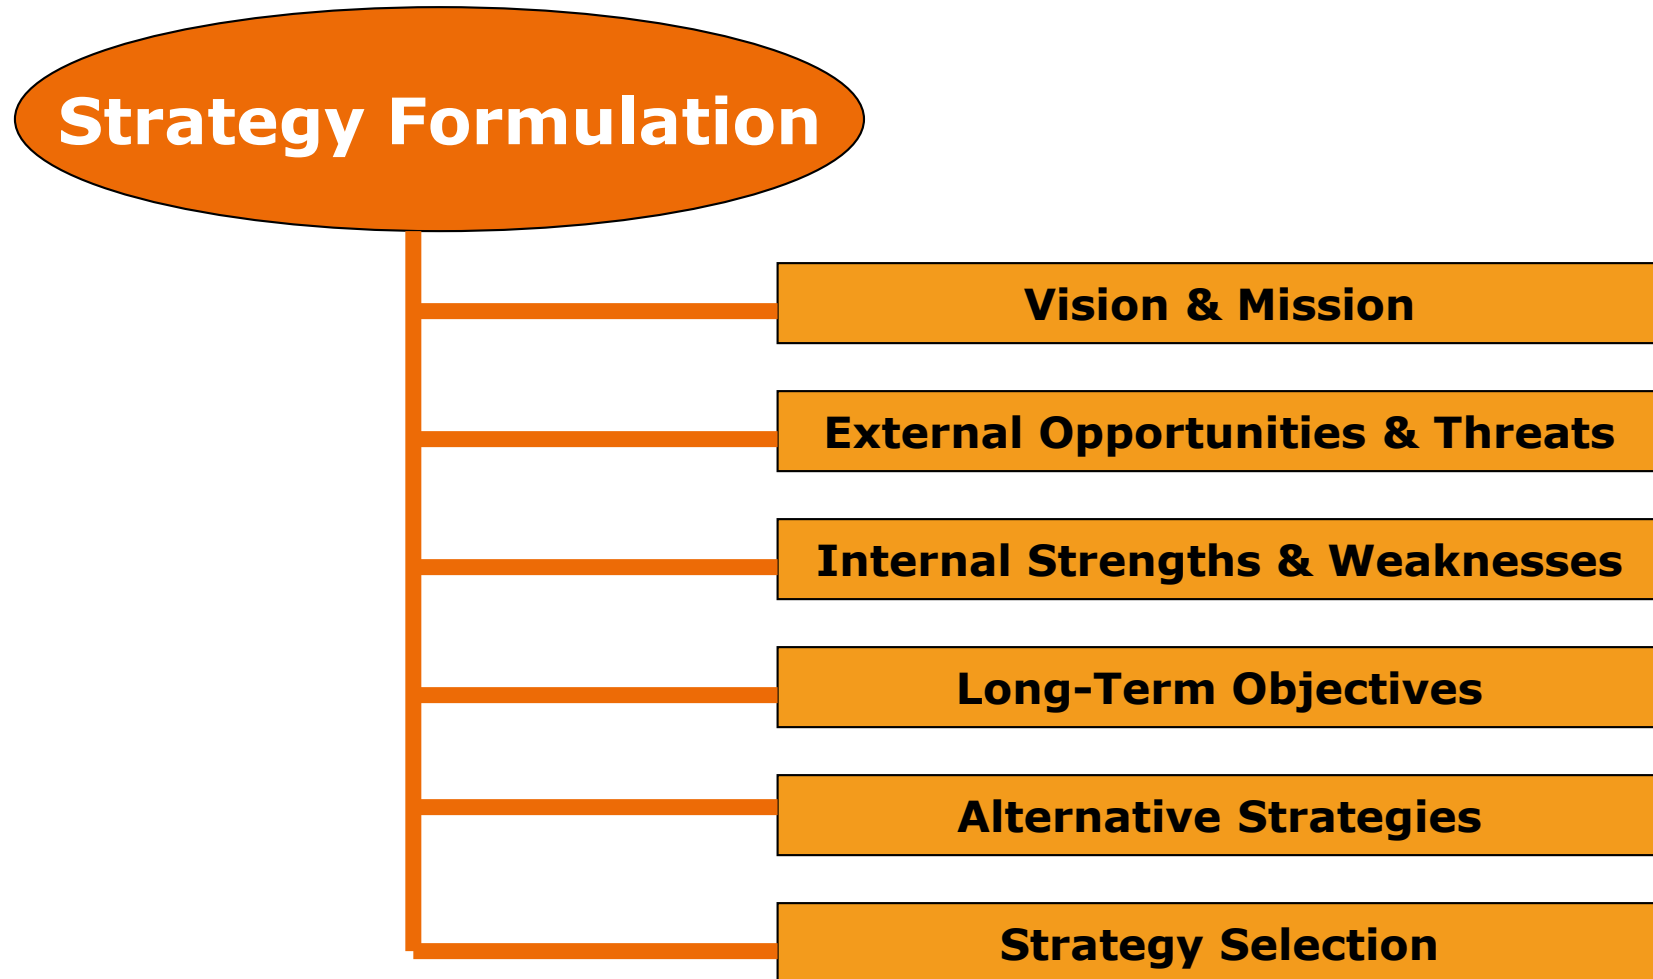 Strategy Formulation
Vision & Mission
External Opportunities & Threats
Internal Strengths & Weaknesses
Long-Term Objectives
Alternative Strategies
Strategy Selection